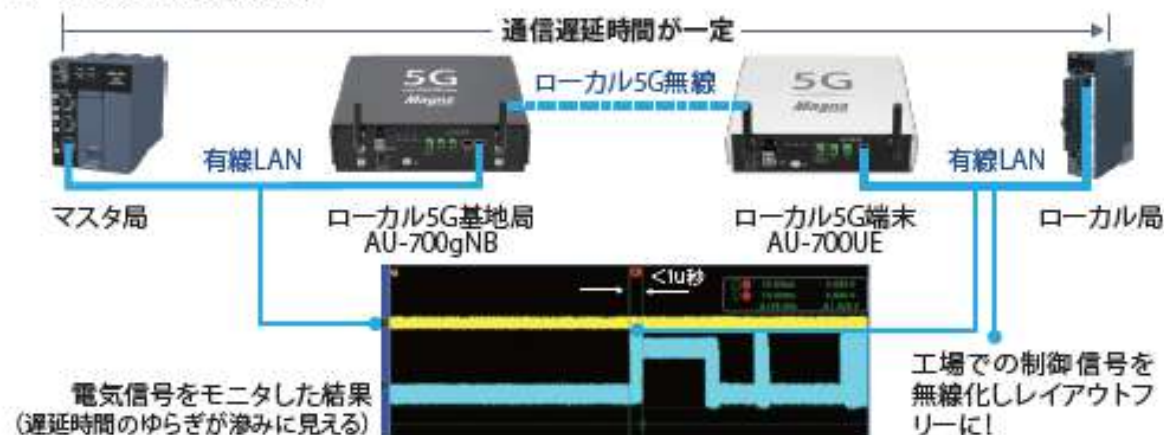 通信遅延時間が一定
5G
Magna
ローカル5G無線
5G
Magna
有線LAN
有線LAN
マスタ局
ローカル5G基地局
AU-700gNB
ローカル5G端末
AU-700UE
ローカル局
<1u秒
電気信号をモニタした結果
(遅延時間のゆらぎが滲みに見える)
工場での制御信号を
無線化しレイアウトフ
リーに!